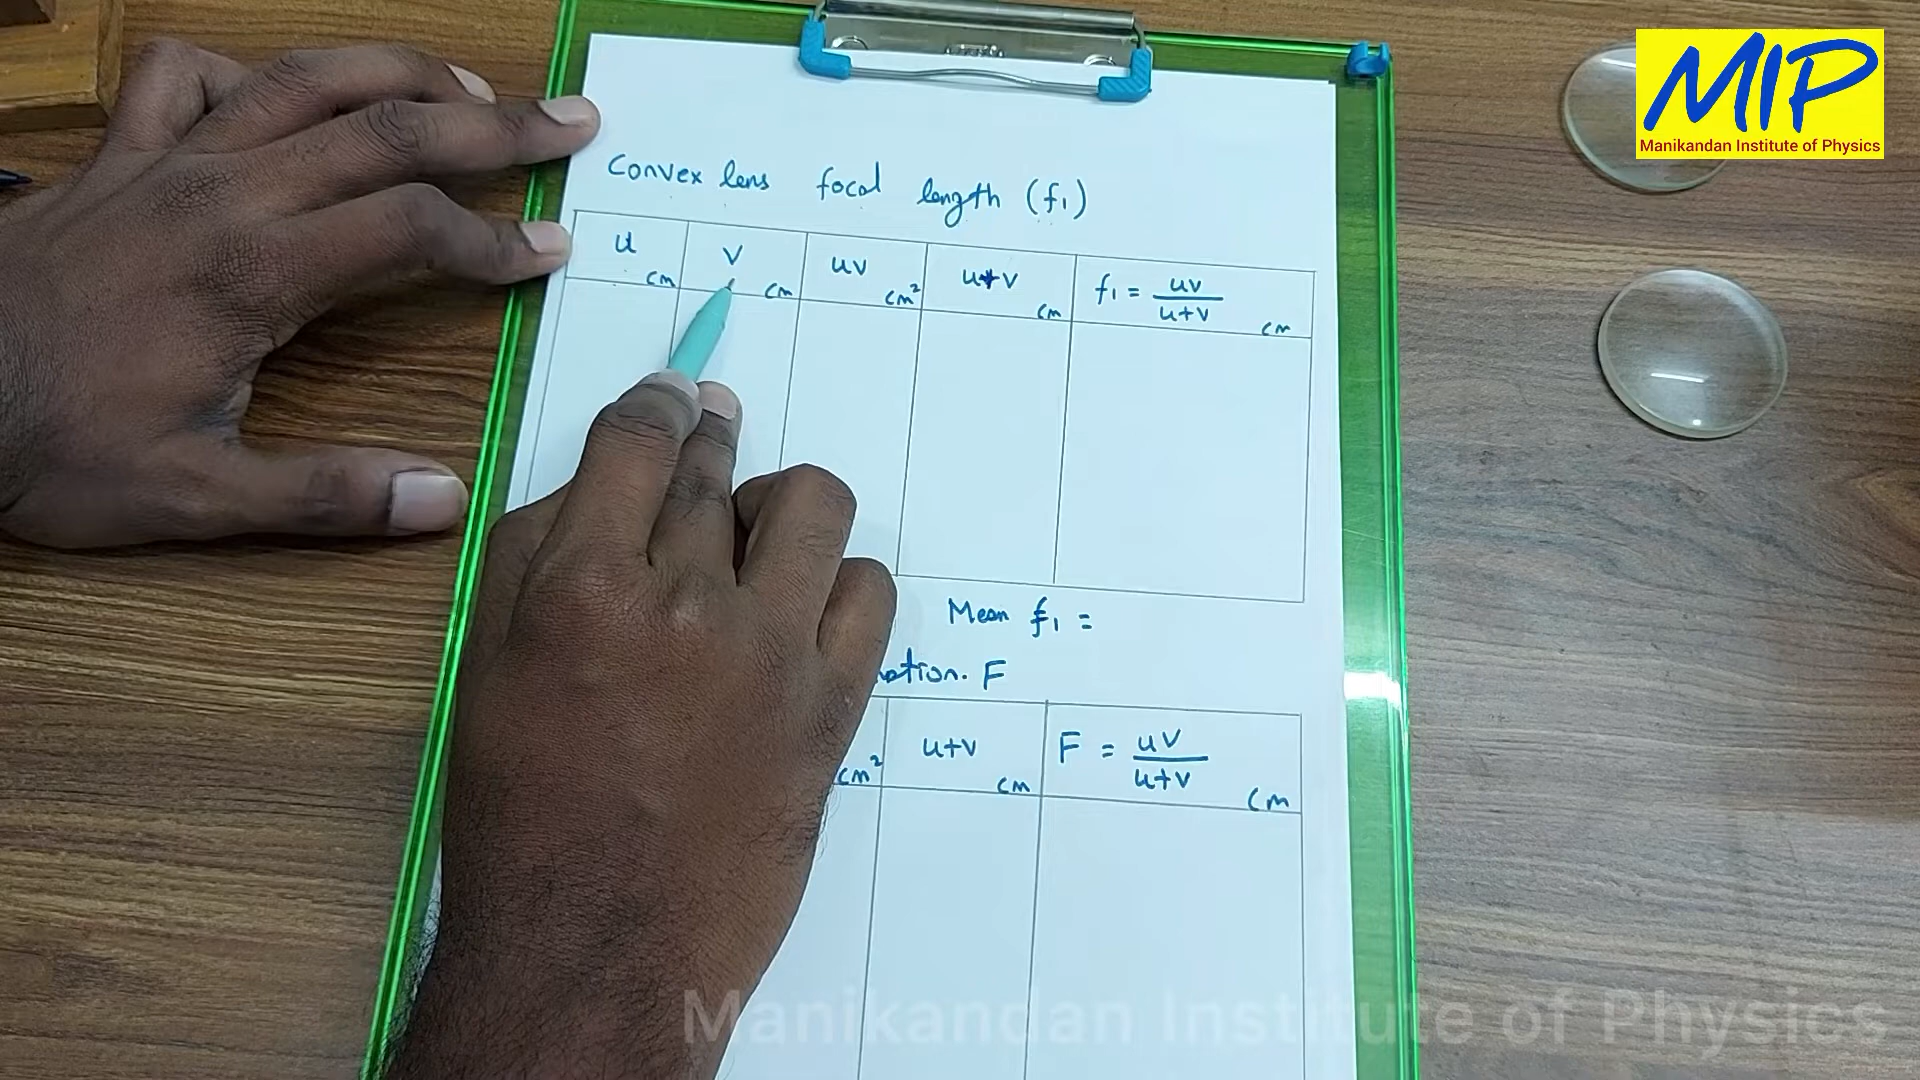 MIP
Manikandan Institute of Physics
Convex lens focal length (f1)
u cm
v cm
uv cm²
u+v cm
f1 = uv/u+v cm
Mean f1 =
F
cm²
u+v cm
F = uv/u+v cm
Manikandan Institute of Physics